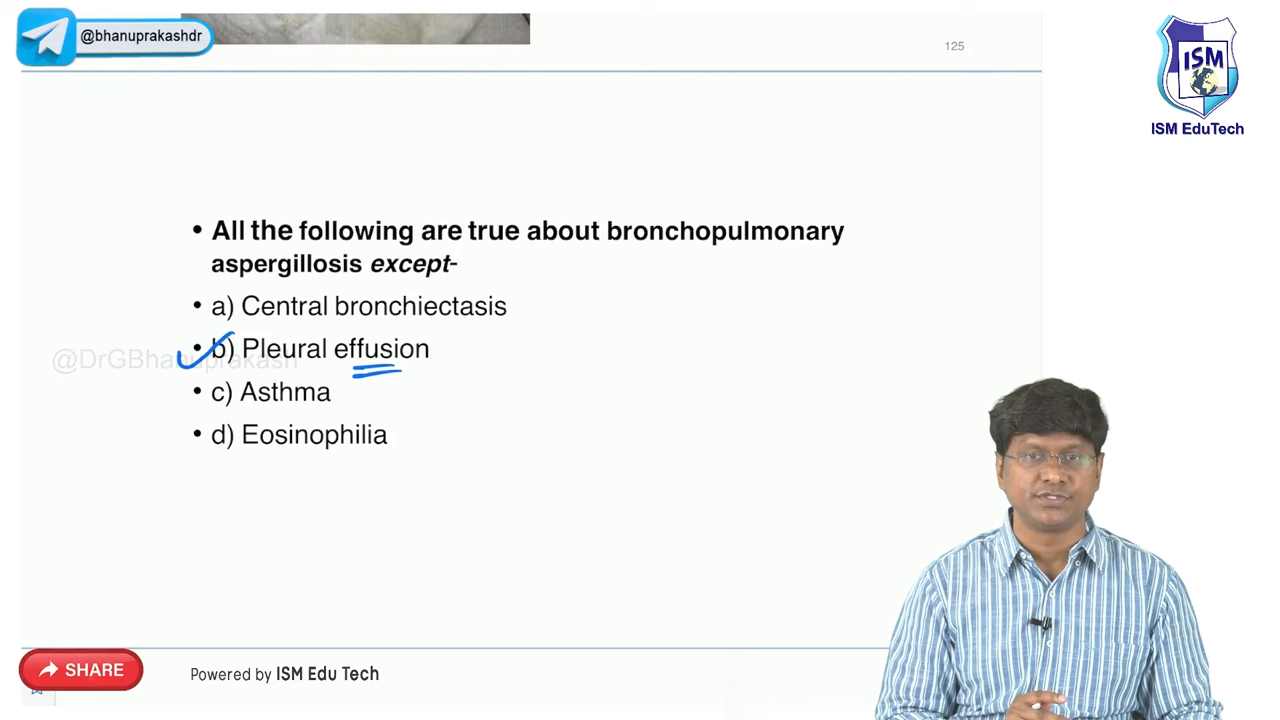 @bhanuprakashdr
125
ISM
ISM EduTech
• All the following are true about bronchopulmonary
aspergillosis except-
• a) Central bronchiectasis
• b) Pleural effusion
@DrGBhanuprakash
• c) Asthma
• d) Eosinophilia
SHARE
Powered by ISM Edu Tech